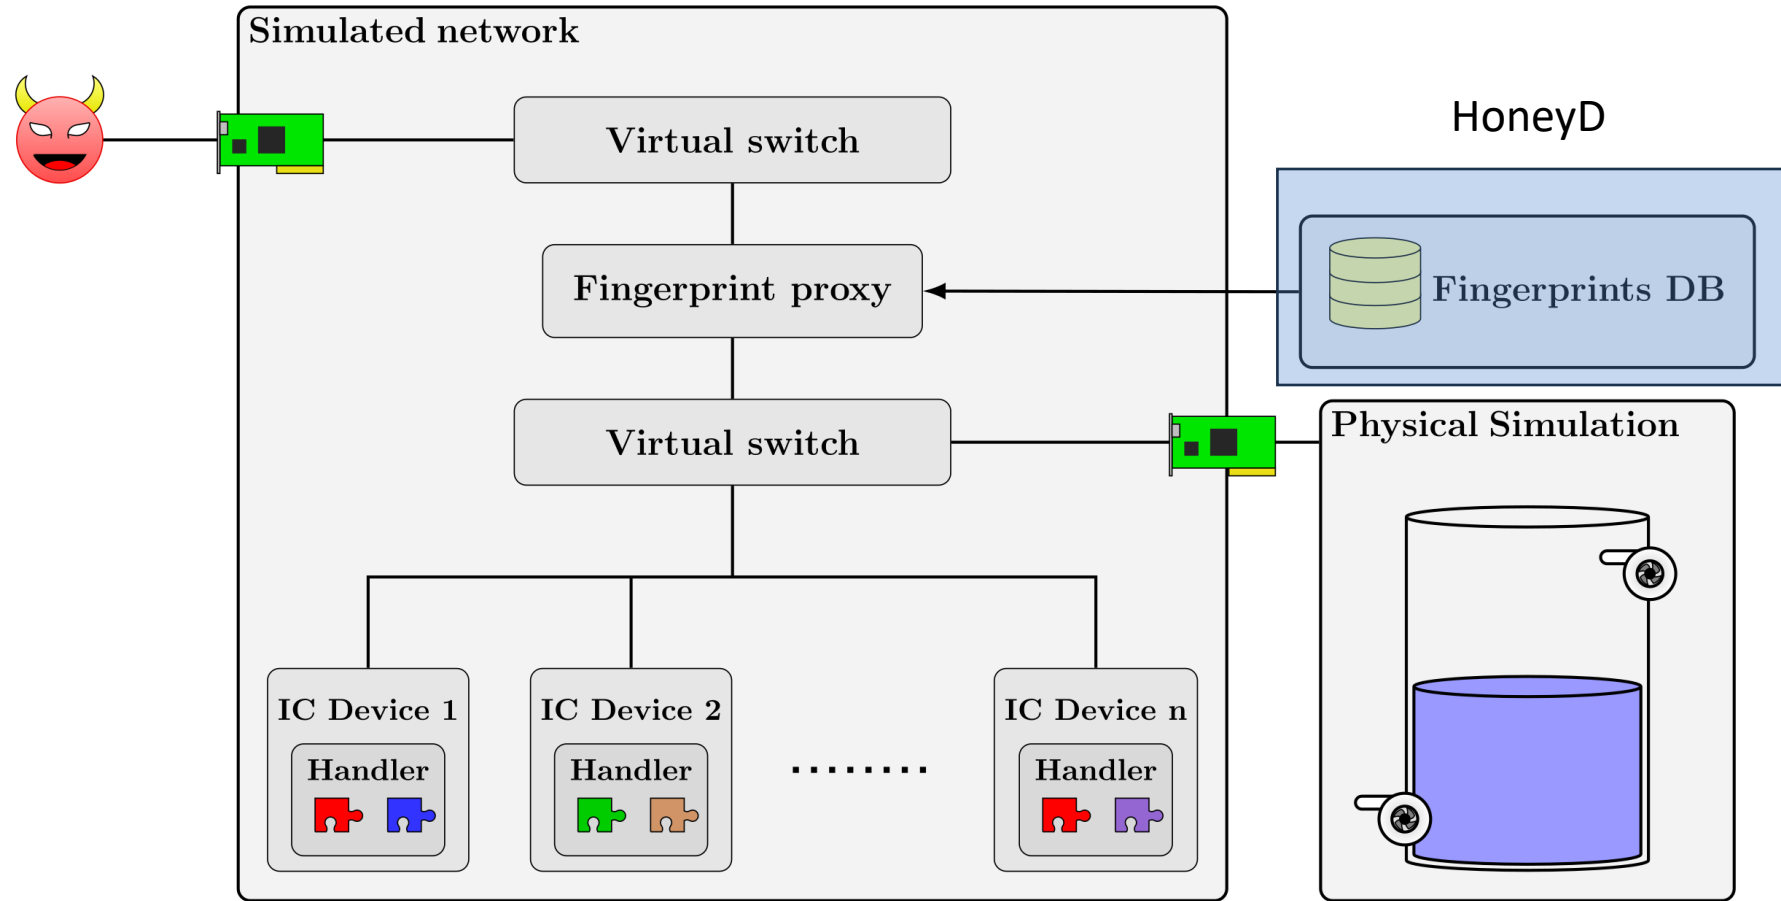 Simulated network
Virtual switch
HoneyD
Fingerprint proxy
Fingerprints DB
Virtual switch
Physical Simulation
IC Device 1
IC Device 2
IC Device n
Handler
Handler
........
Handler